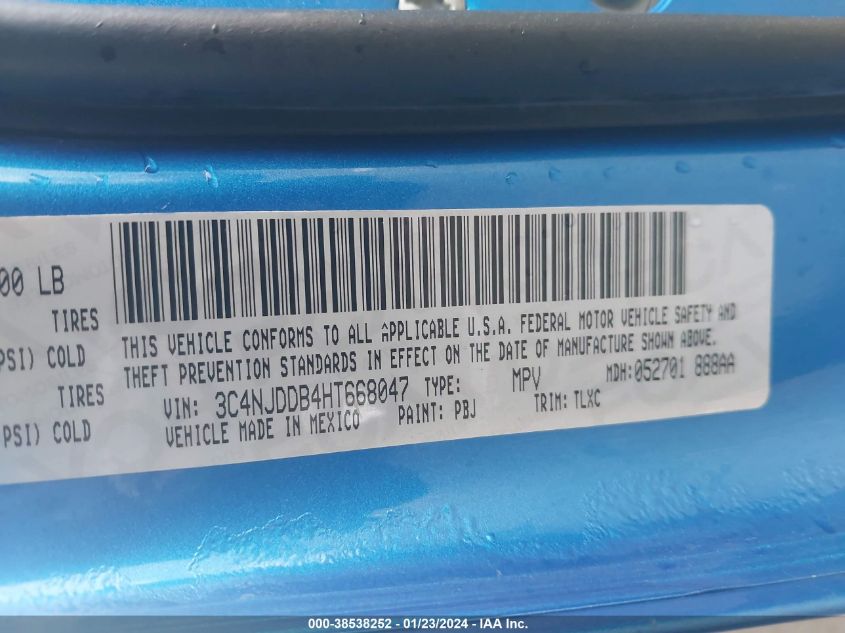 00 LB
TIRES
PSI) COLD
TIRES
PSI) COLD
THIS VEHICLE CONFORMS TO ALL APPLICABLE U.S.A. FEDERAL MOTOR VEHICLE SAFETY AND
THEFT PREVENTION STANDARDS IN EFFECT ON THE DATE OF MANUFACTURE SHOWN ABOVE.
VIN: 3C4NJDDB4HT668047 TYPE: MPV MDH:052701 888AA
VEHICLE MADE IN MEXICO PAINT: PBJ TRIM: TLXC
000-38538252 - 01/23/2024 - IAA Inc.